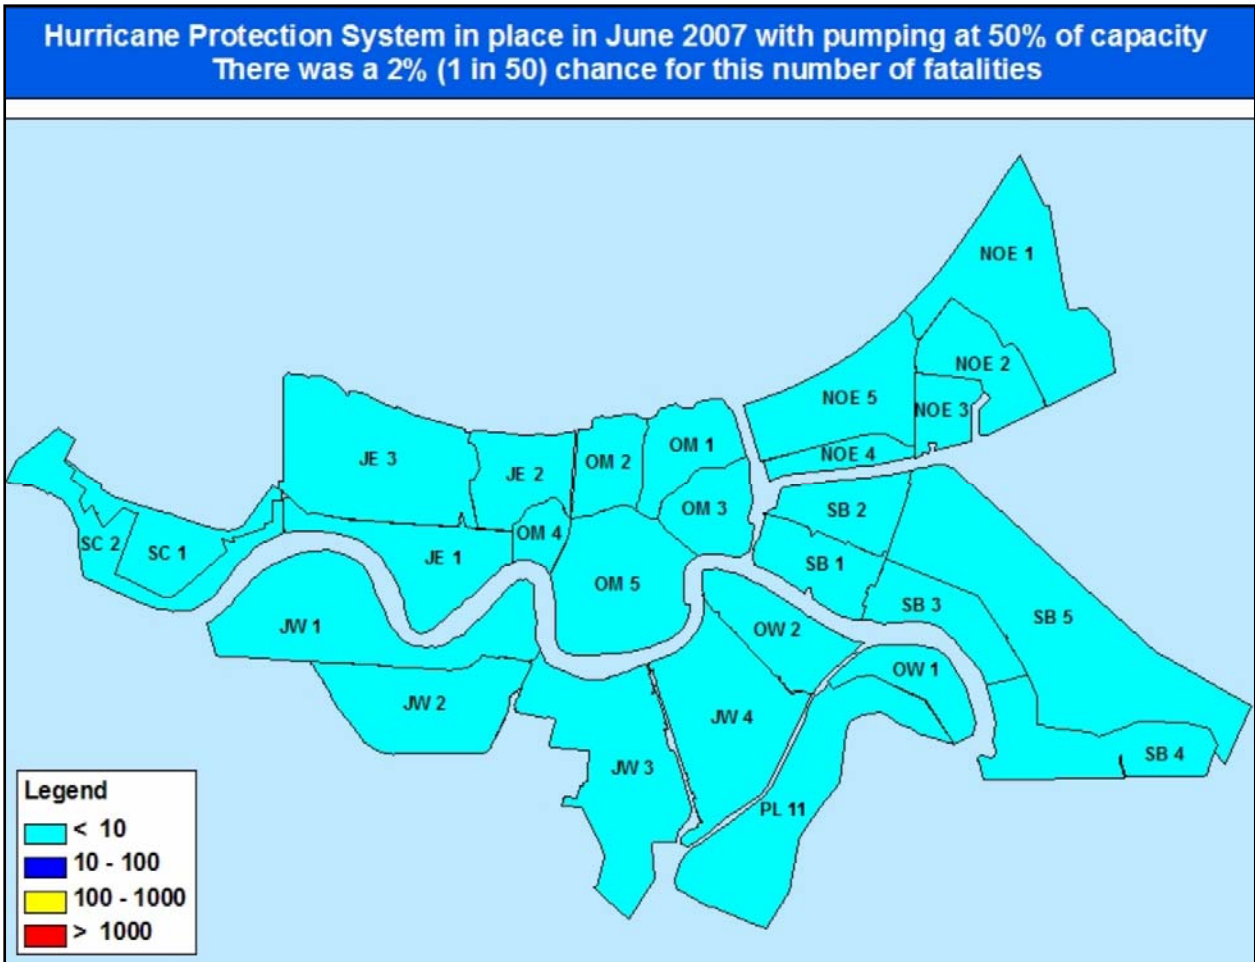 Hurricane Protection System in place in June 2007 with pumping at 50% of capacity
There was a 2% (1 in 50) chance for this number of fatalities
NOE 1
NOE 2
NOE 5
NOE 3
NOE 4
OM 1
JE 3
OM 2
JE 2
OM 3
SB 2
OM 4
SC 2
SC 1
JE 1
SB 1
OM 5
SB 3
SB 5
JW 1
OW 2
OW 1
JW 2
JW 4
SB 4
JW 3
PL 11
Legend
< 10
10 - 100
100 - 1000
> 1000